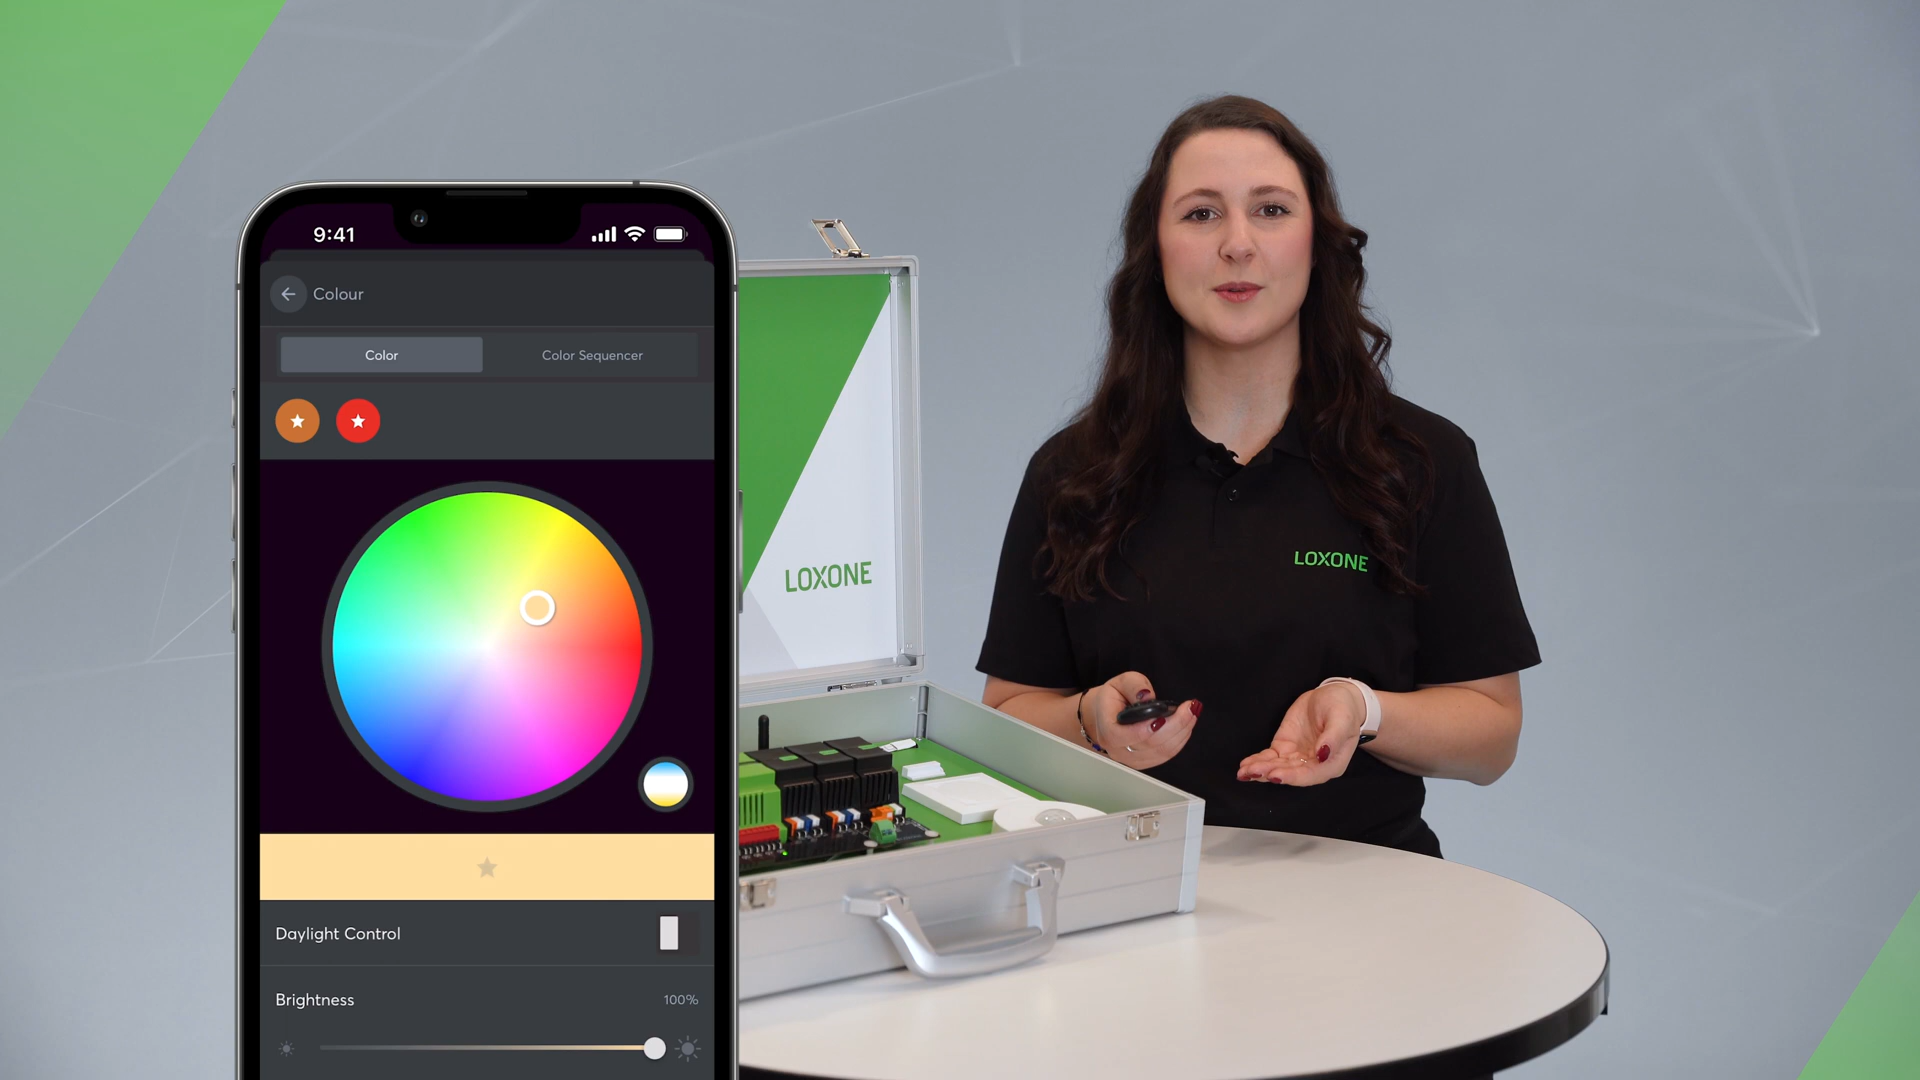 9:41
Colour
Color
Color Sequencer
Daylight Control
Brightness
100%
LOXONE
LOXONE